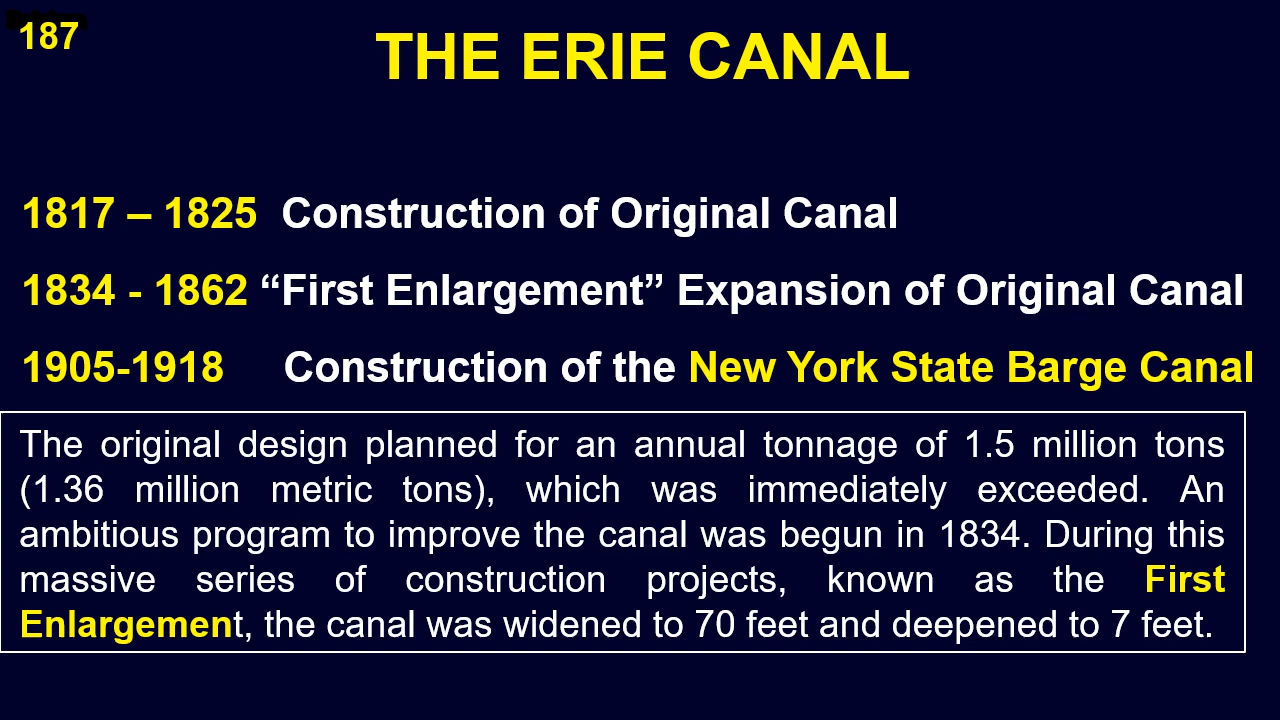 187
THE ERIE CANAL
1817 – 1825 Construction of Original Canal
1834 - 1862 “First Enlargement” Expansion of Original Canal
1905-1918 Construction of the New York State Barge Canal
The original design planned for an annual tonnage of 1.5 million tons
(1.36 million metric tons), which was immediately exceeded. An
ambitious program to improve the canal was begun in 1834. During this
massive series of construction projects, known as the First
Enlargement, the canal was widened to 70 feet and deepened to 7 feet.